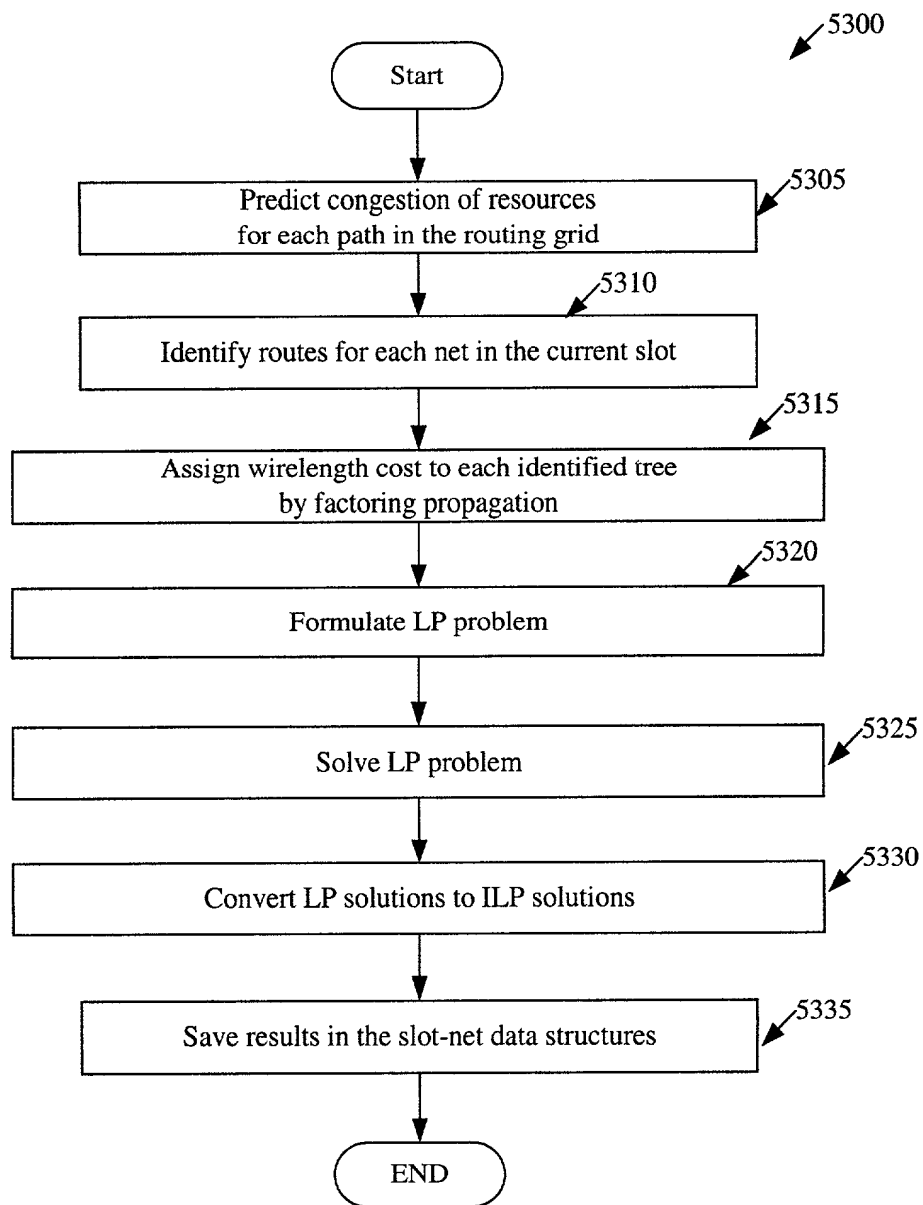 5300
Start
5305
Predict congestion of resources
for each path in the routing grid
5310
Identify routes for each net in the current slot
5315
Assign wirelength cost to each identified tree
by factoring propagation
5320
Formulate LP problem
5325
Solve LP problem
5330
Convert LP solutions to ILP solutions
5335
Save results in the slot-net data structures
END